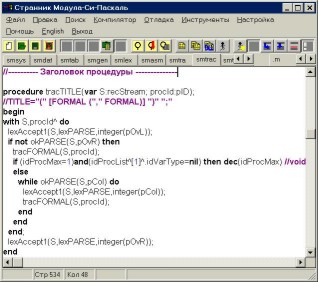 Странник Модула-Си-Паскаль
Файл Правка Поиск Компилятор Отладка Инструменты Настройка
Помощь English Выход
smsys smdat smtab smgen smlex smasm smtra smtrac smt .m
//---------- Заголовок процедуры --------------
procedure tracTITLE(var S:recStream; procId:pID);
//TITLE="(" [FORMAL {"," FORMAL}] ")" ":"
begin
with S,procId^ do
lexAccept1(S,lexPARSE,integer(pOvL));
if not okPARSE(S,pOvR) then
tracFORMAL(S,procId);
if (idProcMax=1)and(idProcList^[1]^.idVarType=nil) then dec(idProcMax) //void
else
while okPARSE(S,pCol) do
lexAccept1(S,lexPARSE,integer(pCol));
tracFORMAL(S,procId);
end
end
end;
lexAccept1(S,lexPARSE,integer(pOvR));
end
Стр 534 Кол 48